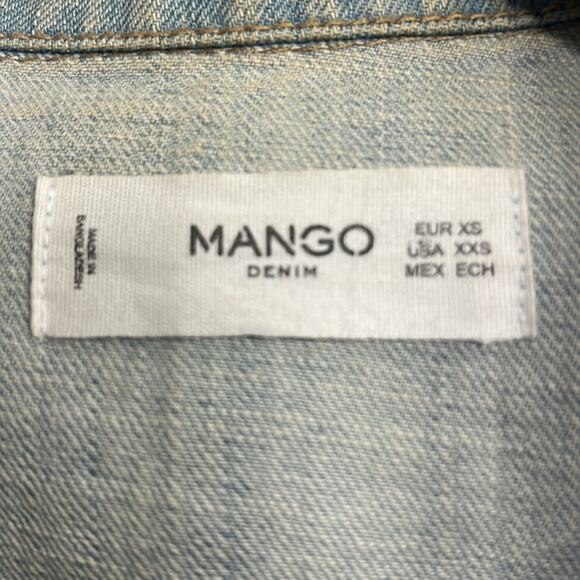 MADE IN
BANGLADESH
MANGO
DENIM
EUR XS
USA XXS
MEX ECH